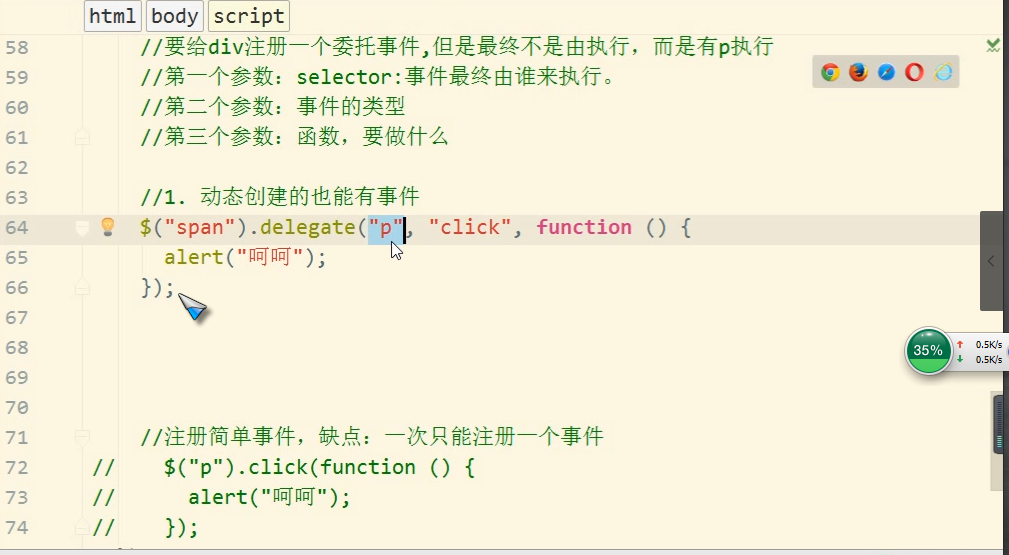 html body script
58 //要给div注册一个委托事件,但是最终不是由执行，而是有p执行
59 //第一个参数：selector:事件最终由谁来执行。
60 //第二个参数：事件的类型
61 //第三个参数：函数，要做什么
62
63 //1. 动态创建的也能有事件
64 $("span").delegate("p", "click", function () {
65 alert("呵呵");
66 });
67
68
69
70
71 //注册简单事件，缺点：一次只能注册一个事件
72 // $("p").click(function () {
73 // alert("呵呵");
74 // });
35%
0.5K/s
0.5K/s